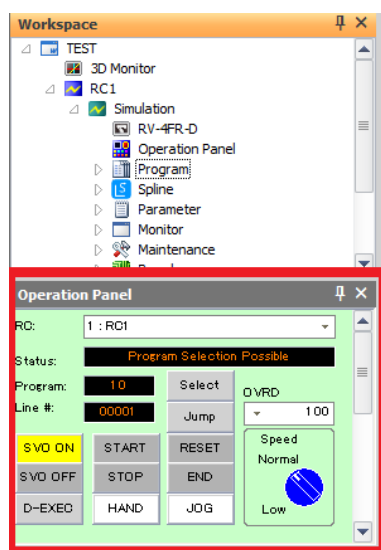 Workspace
TEST
3D Monitor
RC1
Simulation
RV-4FR-D
Operation Panel
Program
Spline
Parameter
Monitor
Maintenance
Operation Panel
RC: 1 : RC1
Status: Program Selection Possible
Program: 10 Select OVRD
Line #: 00001 Jump 100
SVO ON START RESET Speed
Normal
SVO OFF STOP END
D-EXEC HAND JOG Low